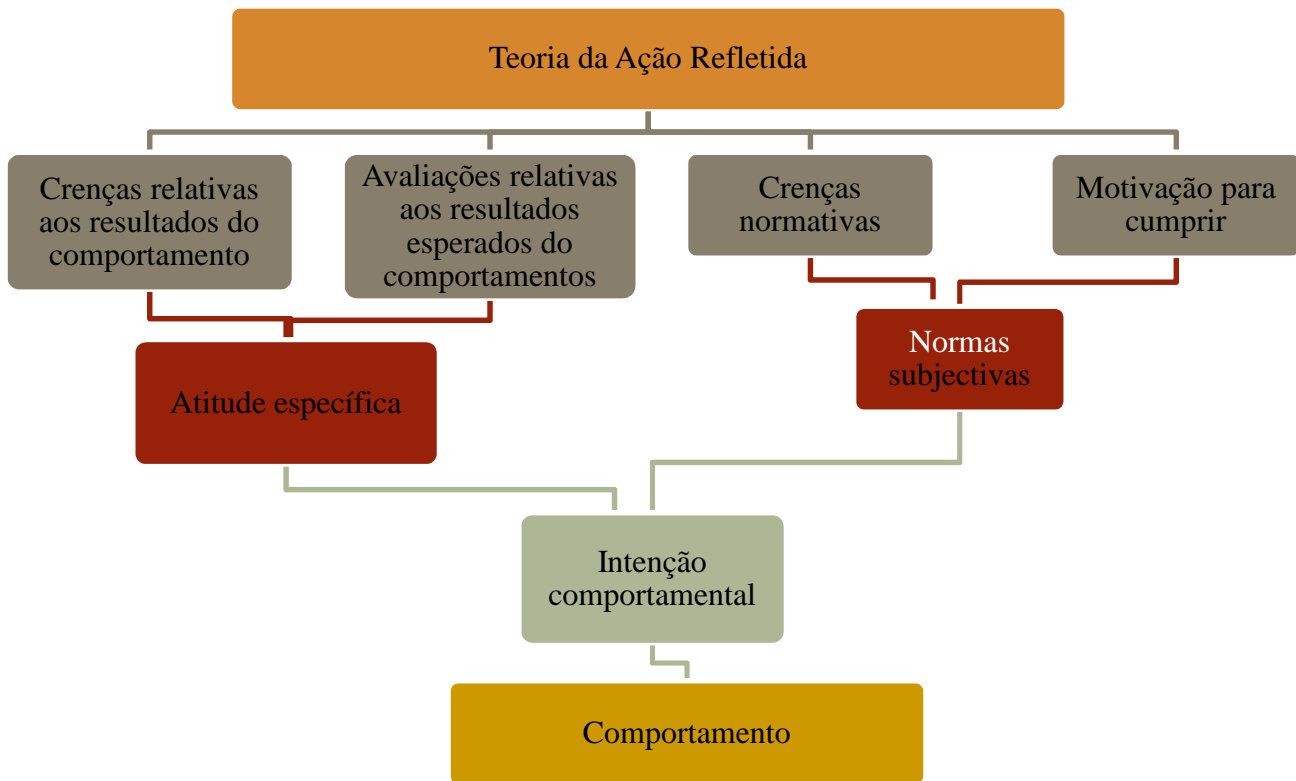 Teoria da Ação Refletida
Crenças relativas
aos resultados do
comportamento
Avaliações relativas
aos resultados
esperados do
comportamentos
Crenças
normativas
Motivação para
cumprir
Atitude específica
Normas
subjectivas
Intenção
comportamental
Comportamento